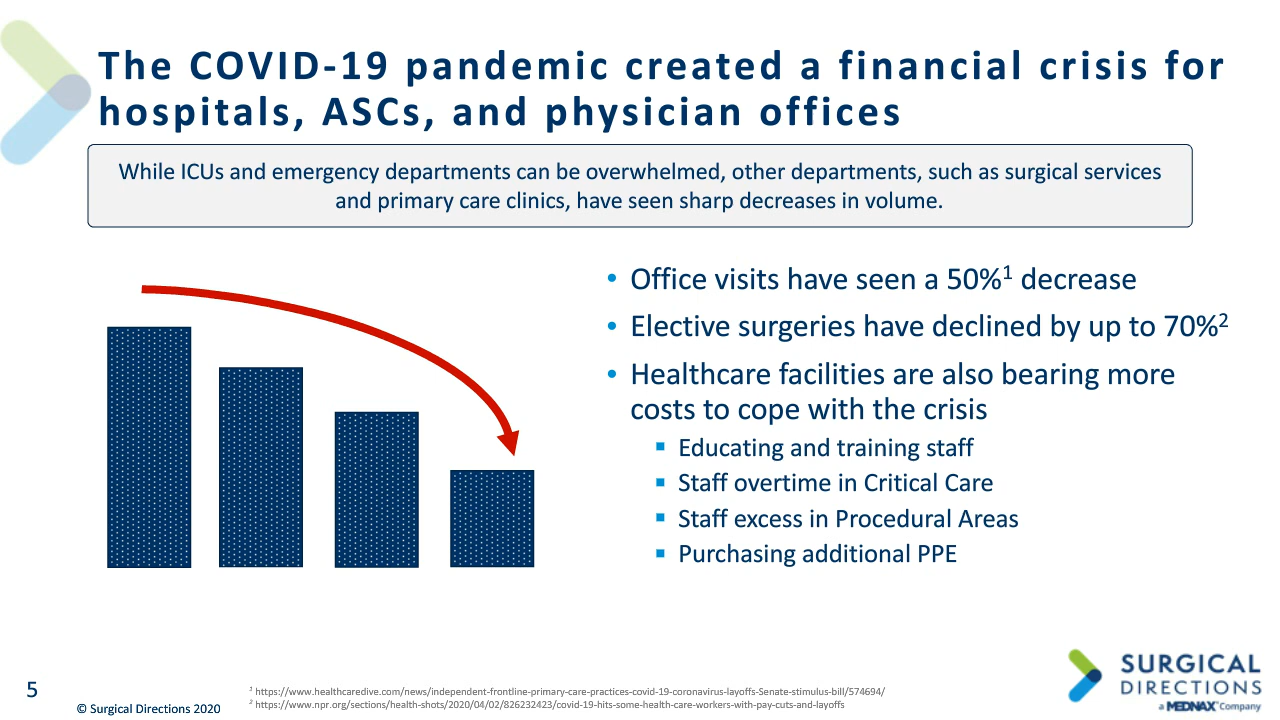 The COVID-19 pandemic created a financial crisis for
hospitals, ASCs, and physician offices
While ICUs and emergency departments can be overwhelmed, other departments, such as surgical services
and primary care clinics, have seen sharp decreases in volume.
• Office visits have seen a 50%¹ decrease
• Elective surgeries have declined by up to 70%²
• Healthcare facilities are also bearing more
costs to cope with the crisis
▪ Educating and training staff
▪ Staff overtime in Critical Care
▪ Staff excess in Procedural Areas
▪ Purchasing additional PPE
5
© Surgical Directions 2020
¹ https://www.healthcaredive.com/news/independent-frontline-primary-care-practices-covid-19-coronavirus-layoffs-Senate-stimulus-bill/574694/
² https://www.npr.org/sections/health-shots/2020/04/02/826232423/covid-19-hits-some-health-care-workers-with-pay-cuts-and-layoffs
SURGICAL
DIRECTIONS
a MEDNAX™ Company